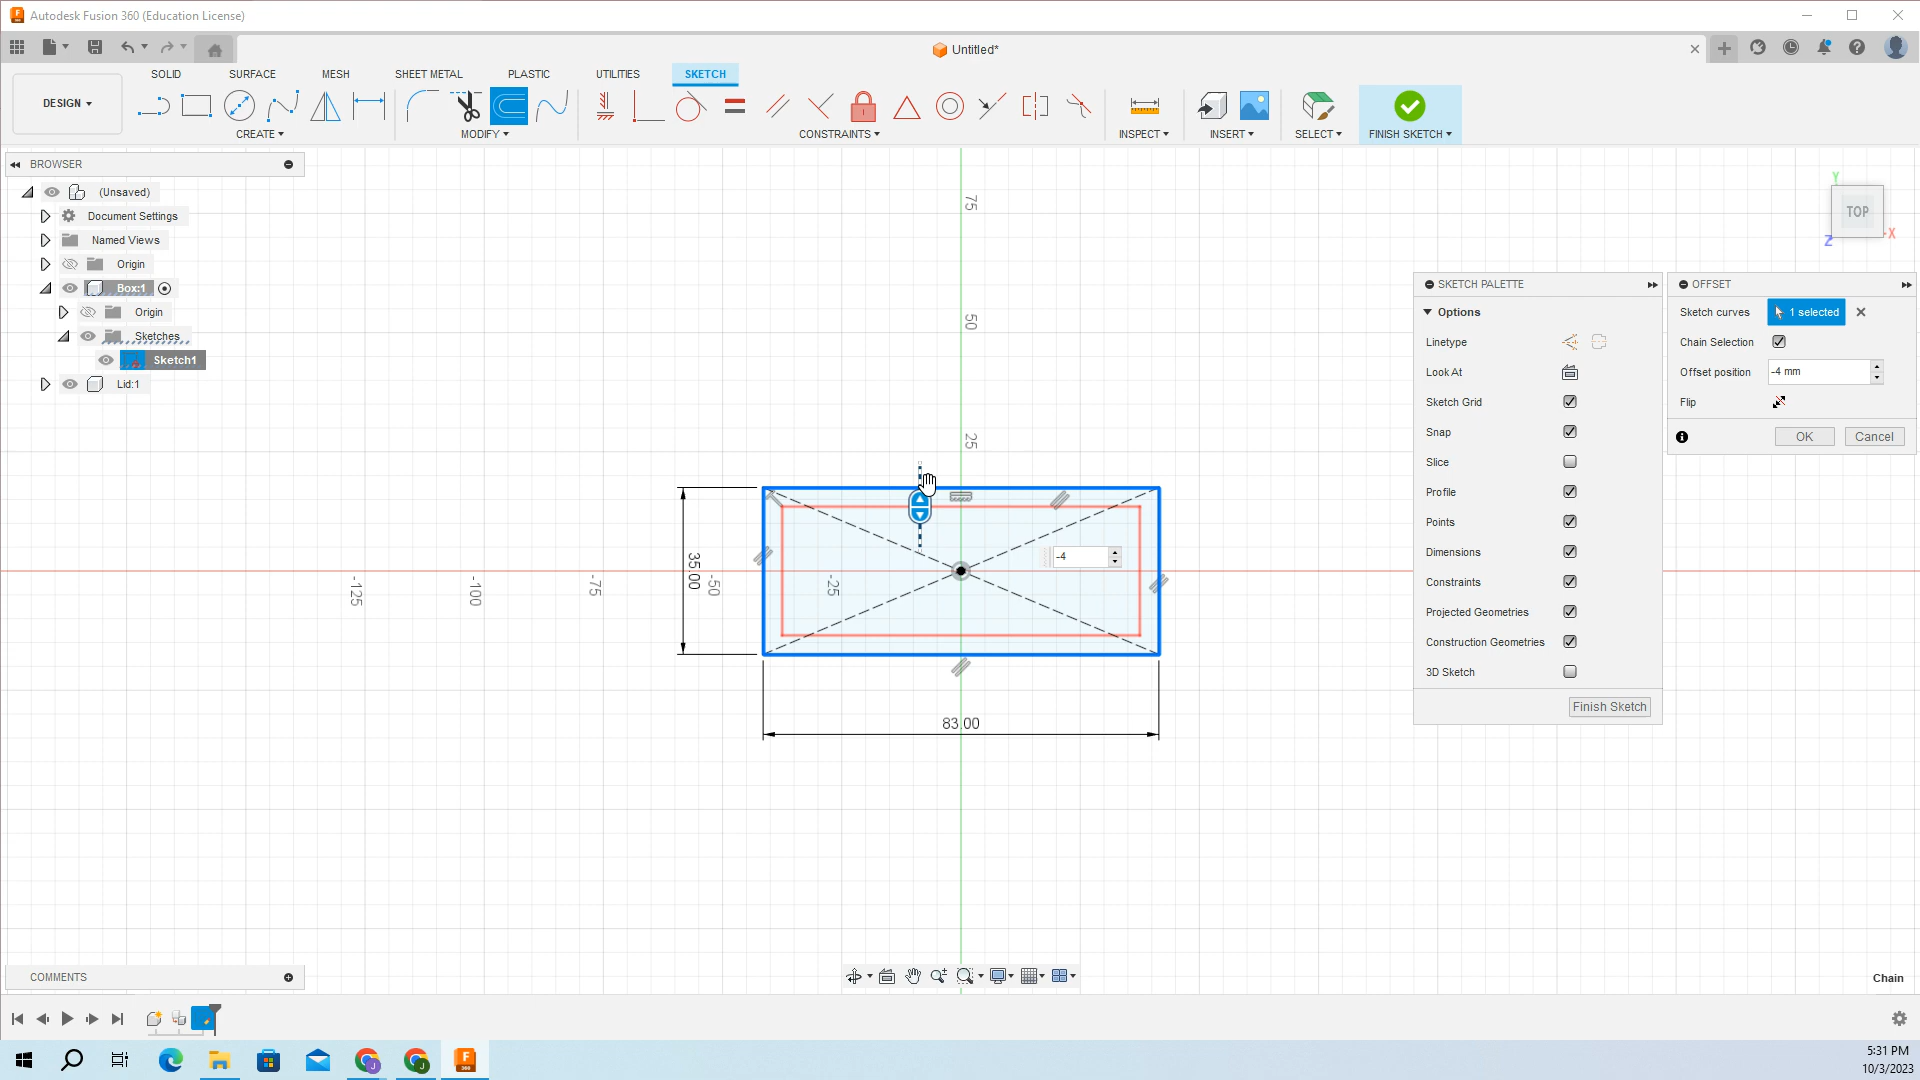 Autodesk Fusion 360 (Education License)
Untitled*
SOLID SURFACE MESH SHEET METAL PLASTIC UTILITIES SKETCH
DESIGN
CREATE MODIFY CONSTRAINTS INSPECT INSERT SELECT FINISH SKETCH
BROWSER
(Unsaved)
Document Settings
Named Views
Origin
Box:1
Origin
Sketches
Sketch1
Lid:1
75
50
25
-125
-100
-75
-50
-25
35.00
83.00
-4
Y
TOP
X
Z
SKETCH PALETTE
Options
Linetype
Look At
Sketch Grid
Snap
Slice
Profile
Points
Dimensions
Constraints
Projected Geometries
Construction Geometries
3D Sketch
Finish Sketch
OFFSET
Sketch curves 1 selected
Chain Selection
Offset position -4 mm
Flip
OK Cancel
COMMENTS
Chain
J
J
F
360
5:31 PM
10/3/2023